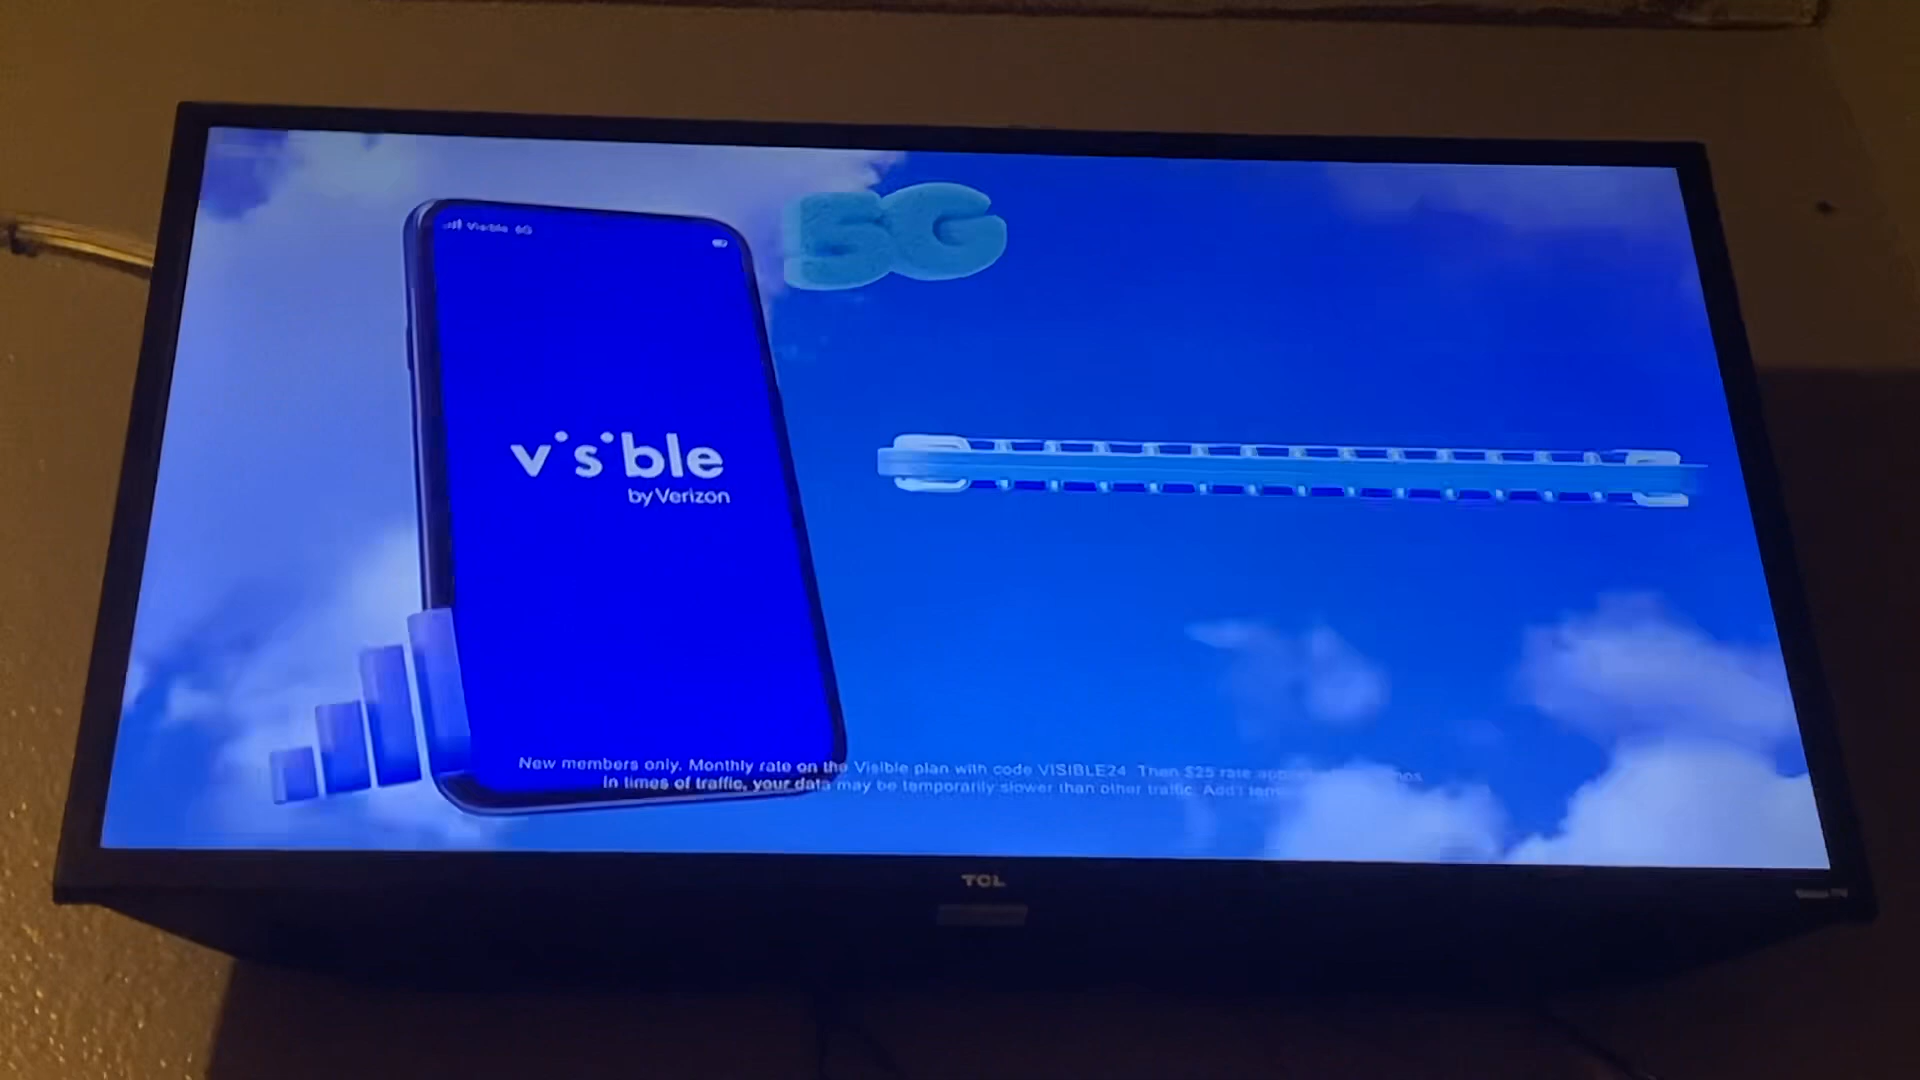 5G
Visible 5G
visible
by Verizon
New members only. Monthly rate on the Visible plan with code VISIBLE24. Then $25 rate
In times of traffic, your data may be temporarily slower than other traffic. Add'l
TCL